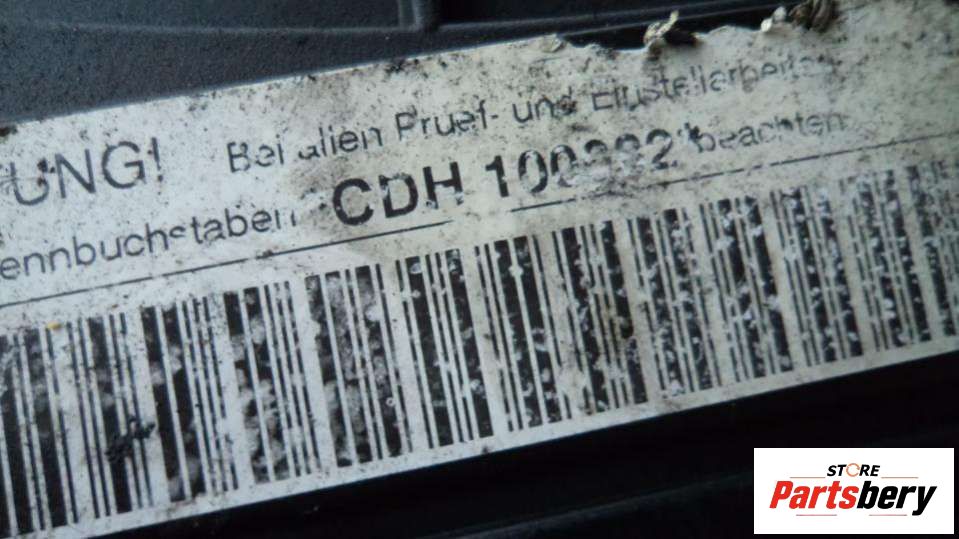 UNG! Bei allen Pruef- und Einstellarbeiten
ennbuchstaben CDH beachten
STORE
Partsbery